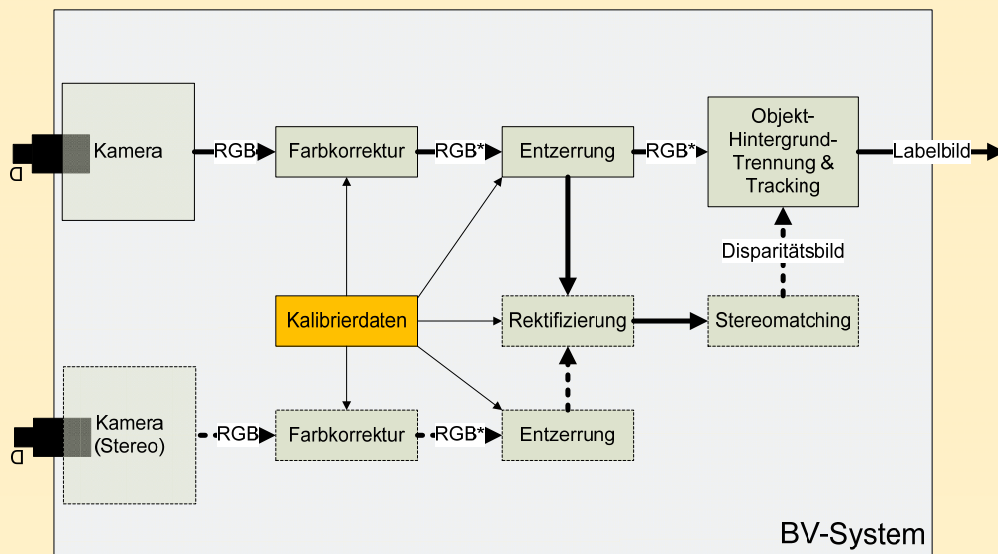 Kamera
RGB
Farbkorrektur
RGB*
Entzerrung
RGB*
Objekt-
Hintergrund-
Trennung &
Tracking
Labelbild
Disparitätsbild
Kalibrierdaten
Rektifizierung
Stereomatching
Kamera
(Stereo)
RGB
Farbkorrektur
RGB*
Entzerrung
BV-System